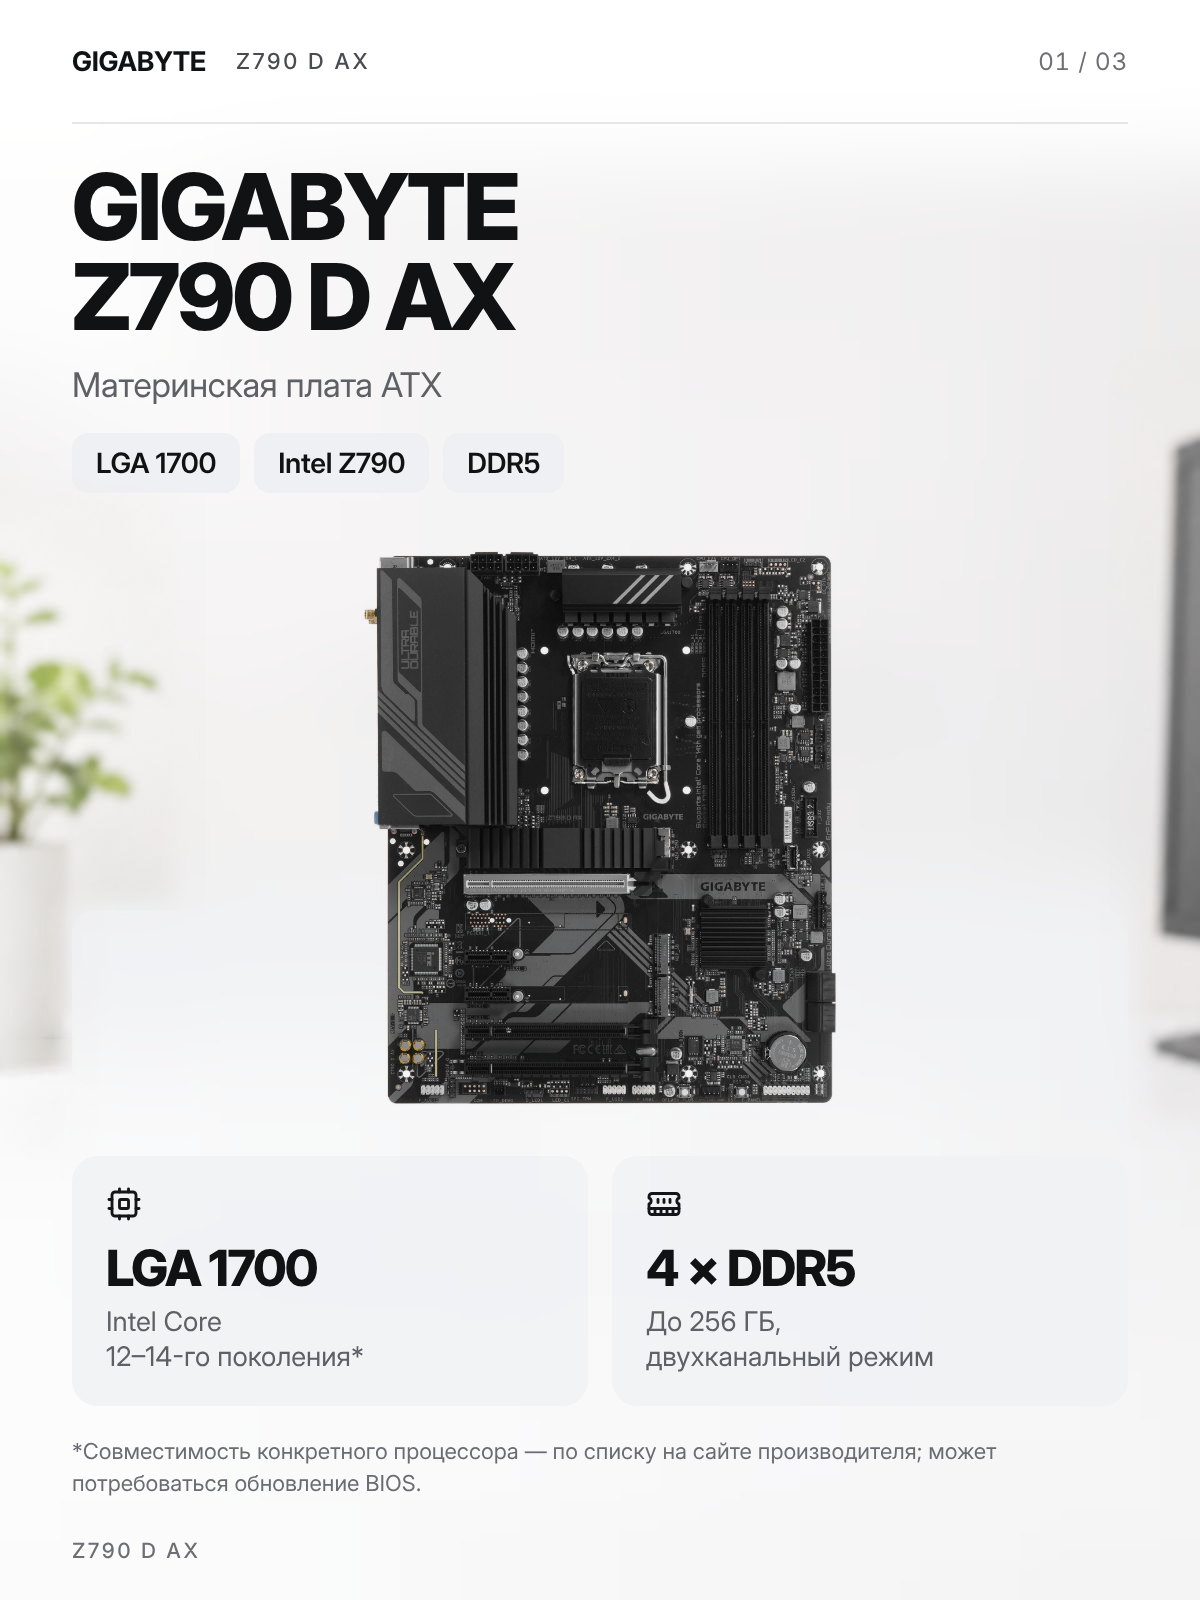 GIGABYTE Z790 D AX 01 / 03
GIGABYTE
Z790 D AX
Материнская плата ATX
LGA 1700 Intel Z790 DDR5
ULTRA
DURABLE
GIGABYTE
GIGABYTE
LGA 1700
Intel Core
12–14-го поколения*
4 × DDR5
До 256 ГБ,
двухканальный режим
*Совместимость конкретного процессора — по списку на сайте производителя; может
потребоваться обновление BIOS.
Z790 D AX